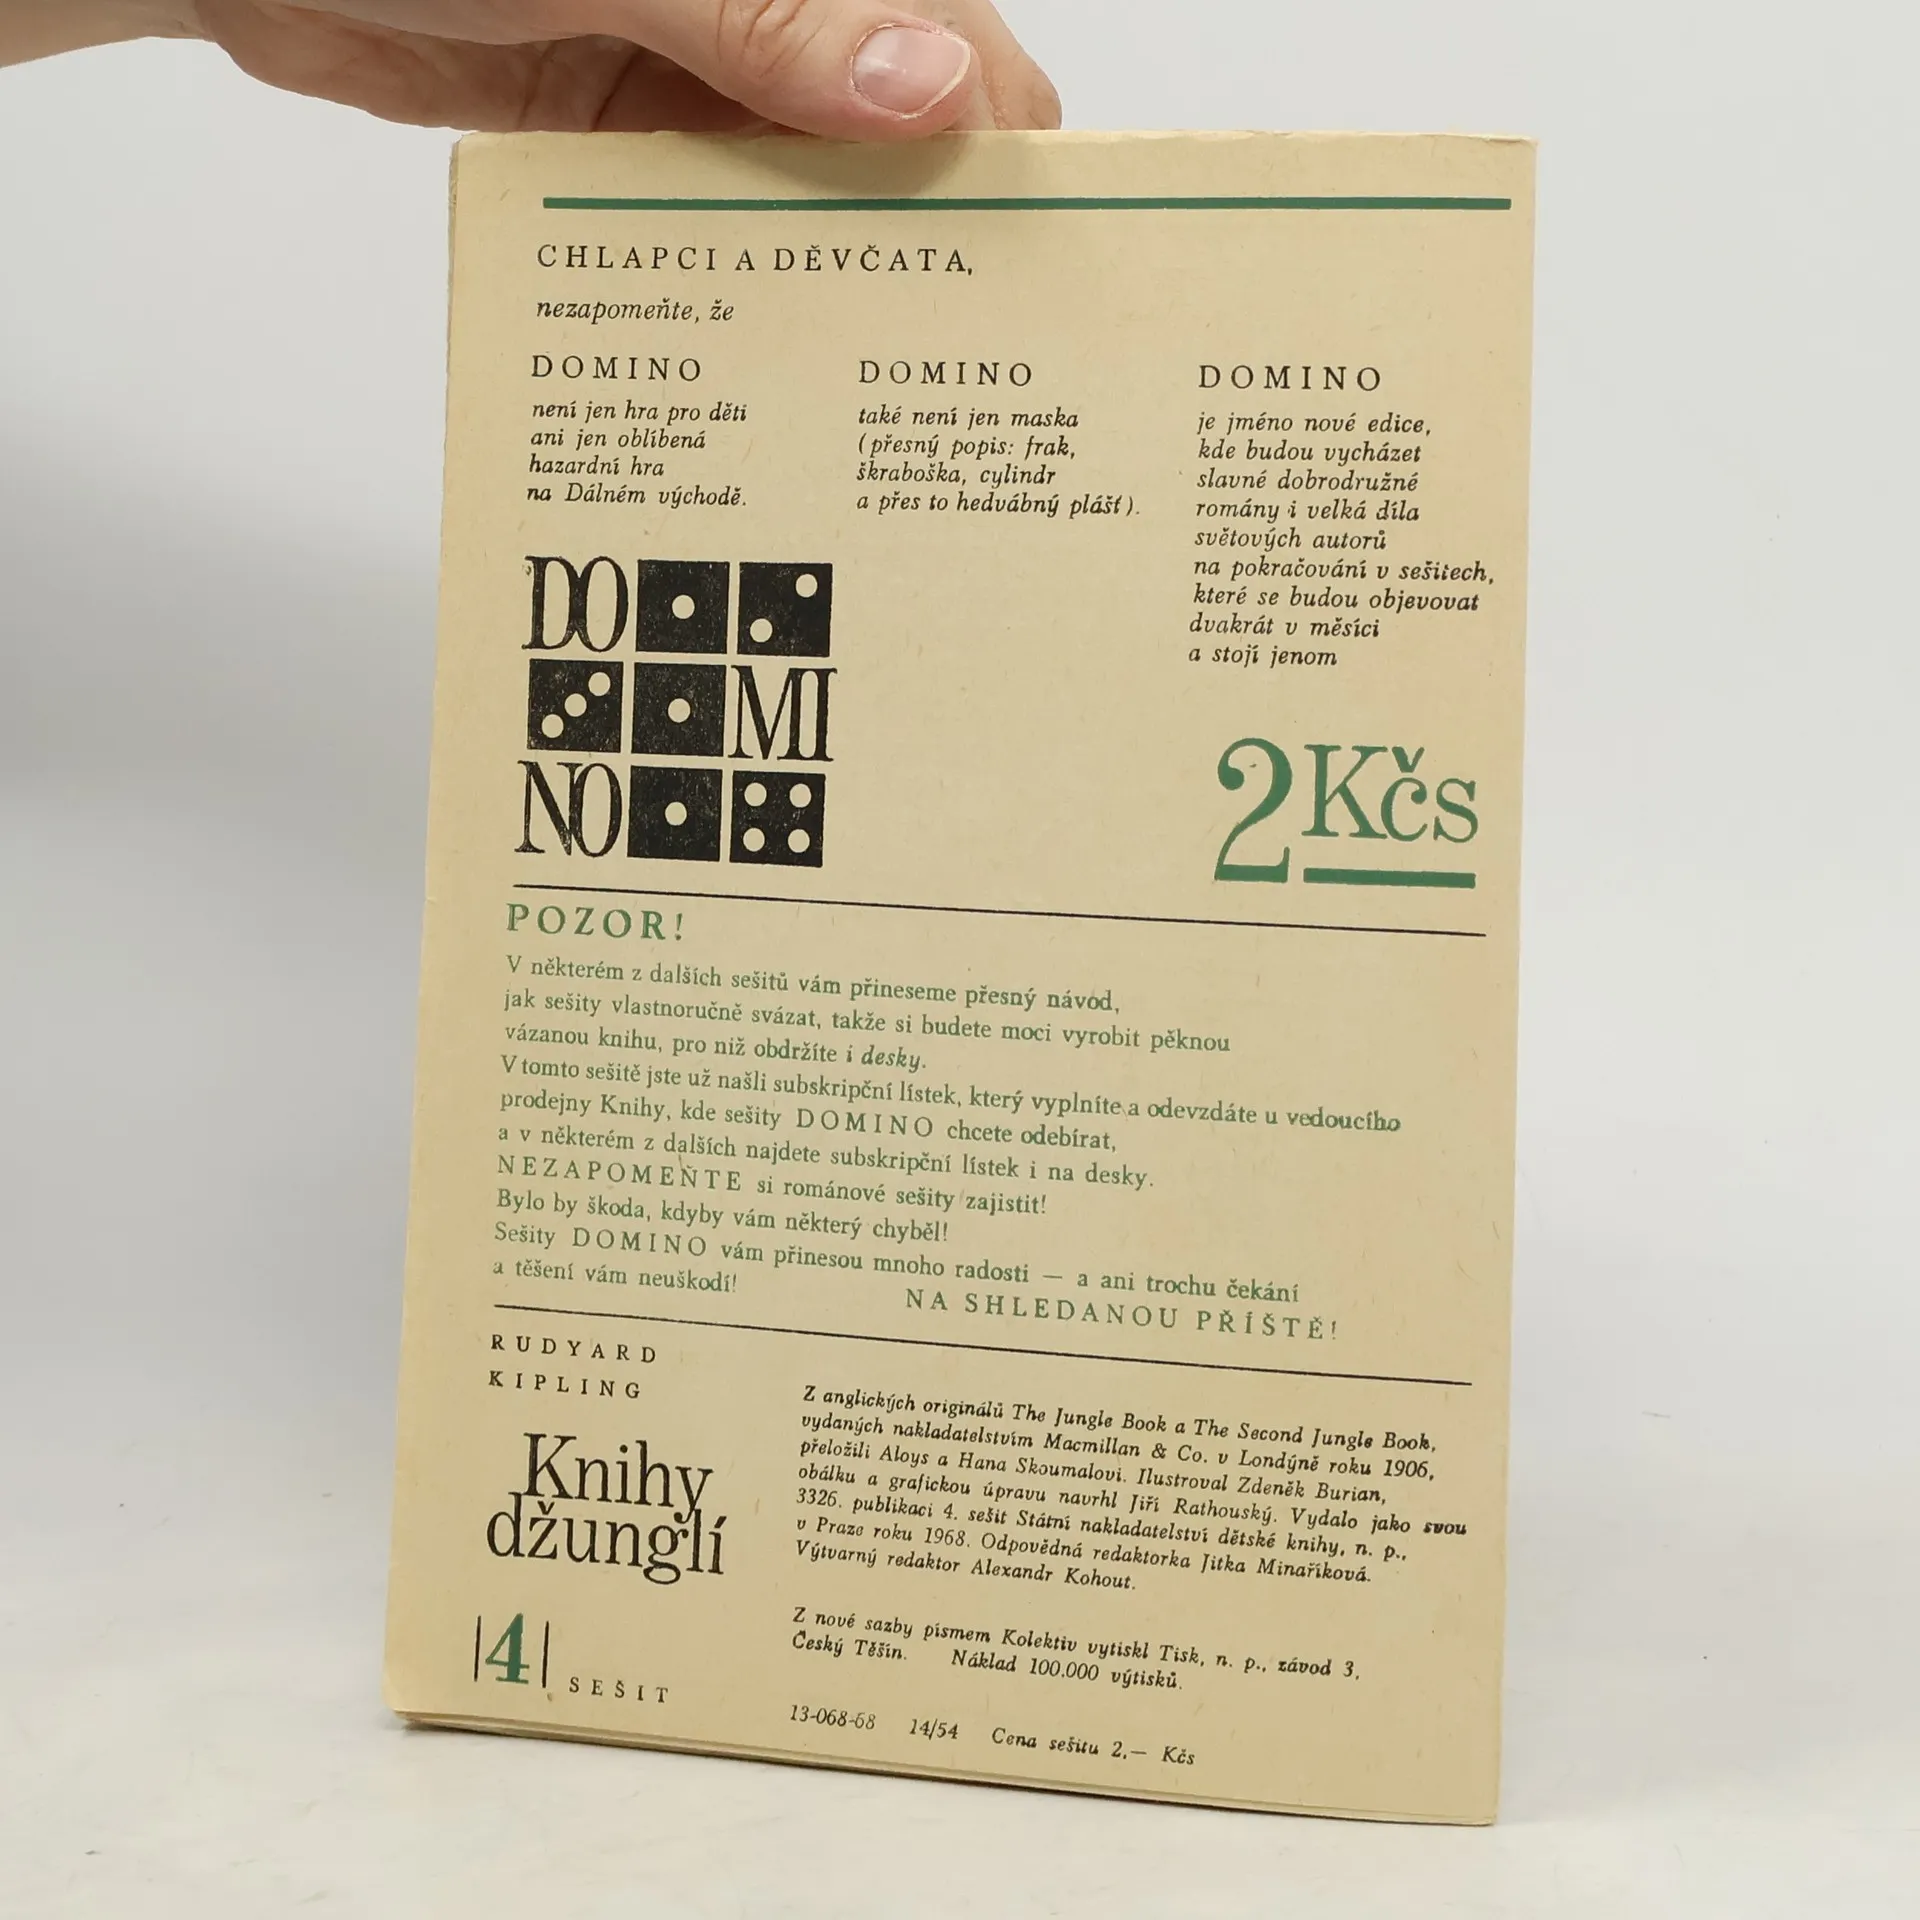 CHLAPCI A DĚVČATA,
nezapomeňte, že
DOMINO
není jen hra pro děti
ani jen oblíbená
hazardní hra
na Dálném východě.
DOMINO
také není jen maska
(přesný popis: frak,
škraboška, cylindr
a přes to hedvábný plášť).
DOMINO
je jméno nové edice,
kde budou vycházet
slavné dobrodružné
romány i velká díla
světových autorů
na pokračování v sešitech,
které se budou objevovat
dvakrát v měsíci
a stojí jenom
DO
MI
NO
2 Kčs
POZOR!
V některém z dalších sešitů vám přineseme přesný návod,
jak sešity vlastnoručně svázat, takže si budete moci vyrobit pěknou
vázanou knihu, pro niž obdržíte i desky.
V tomto sešitě jste už našli subskripční lístek, který vyplníte a odevzdáte u vedoucího
prodejny Knihy, kde sešity DOMINO chcete odebírat,
a v některém z dalších najdete subskripční lístek i na desky.
NEZAPOMEŇTE si románové sešity zajistit!
Bylo by škoda, kdyby vám některý chyběl!
Sešity DOMINO vám přinesou mnoho radosti — a ani trochu čekání
a těšení vám neuškodí!
NA SHLEDANOU PŘÍŠTĚ!
RUDYARD
KIPLING
Knihy
džunglí
|4| SEŠIT
Z anglických originálů The Jungle Book a The Second Jungle Book,
vydaných nakladatelstvím Macmillan & Co. v Londýně roku 1906,
přeložili Aloys a Hana Skoumalovi. Ilustroval Zdeněk Burian,
obálku a grafickou úpravu navrhl Jiří Rathouský. Vydalo jako svou
3326. publikaci 4. sešit Státní nakladatelství dětské knihy, n. p.,
v Praze roku 1968. Odpovědná redaktorka Jitka Minaříková.
Výtvarný redaktor Alexandr Kohout.
Z nové sazby písmem Kolektiv vytiskl Tisk, n. p., závod 3,
Český Těšín. Náklad 100.000 výtisků.
13-068-68 14/54 Cena sešitu 2,— Kčs